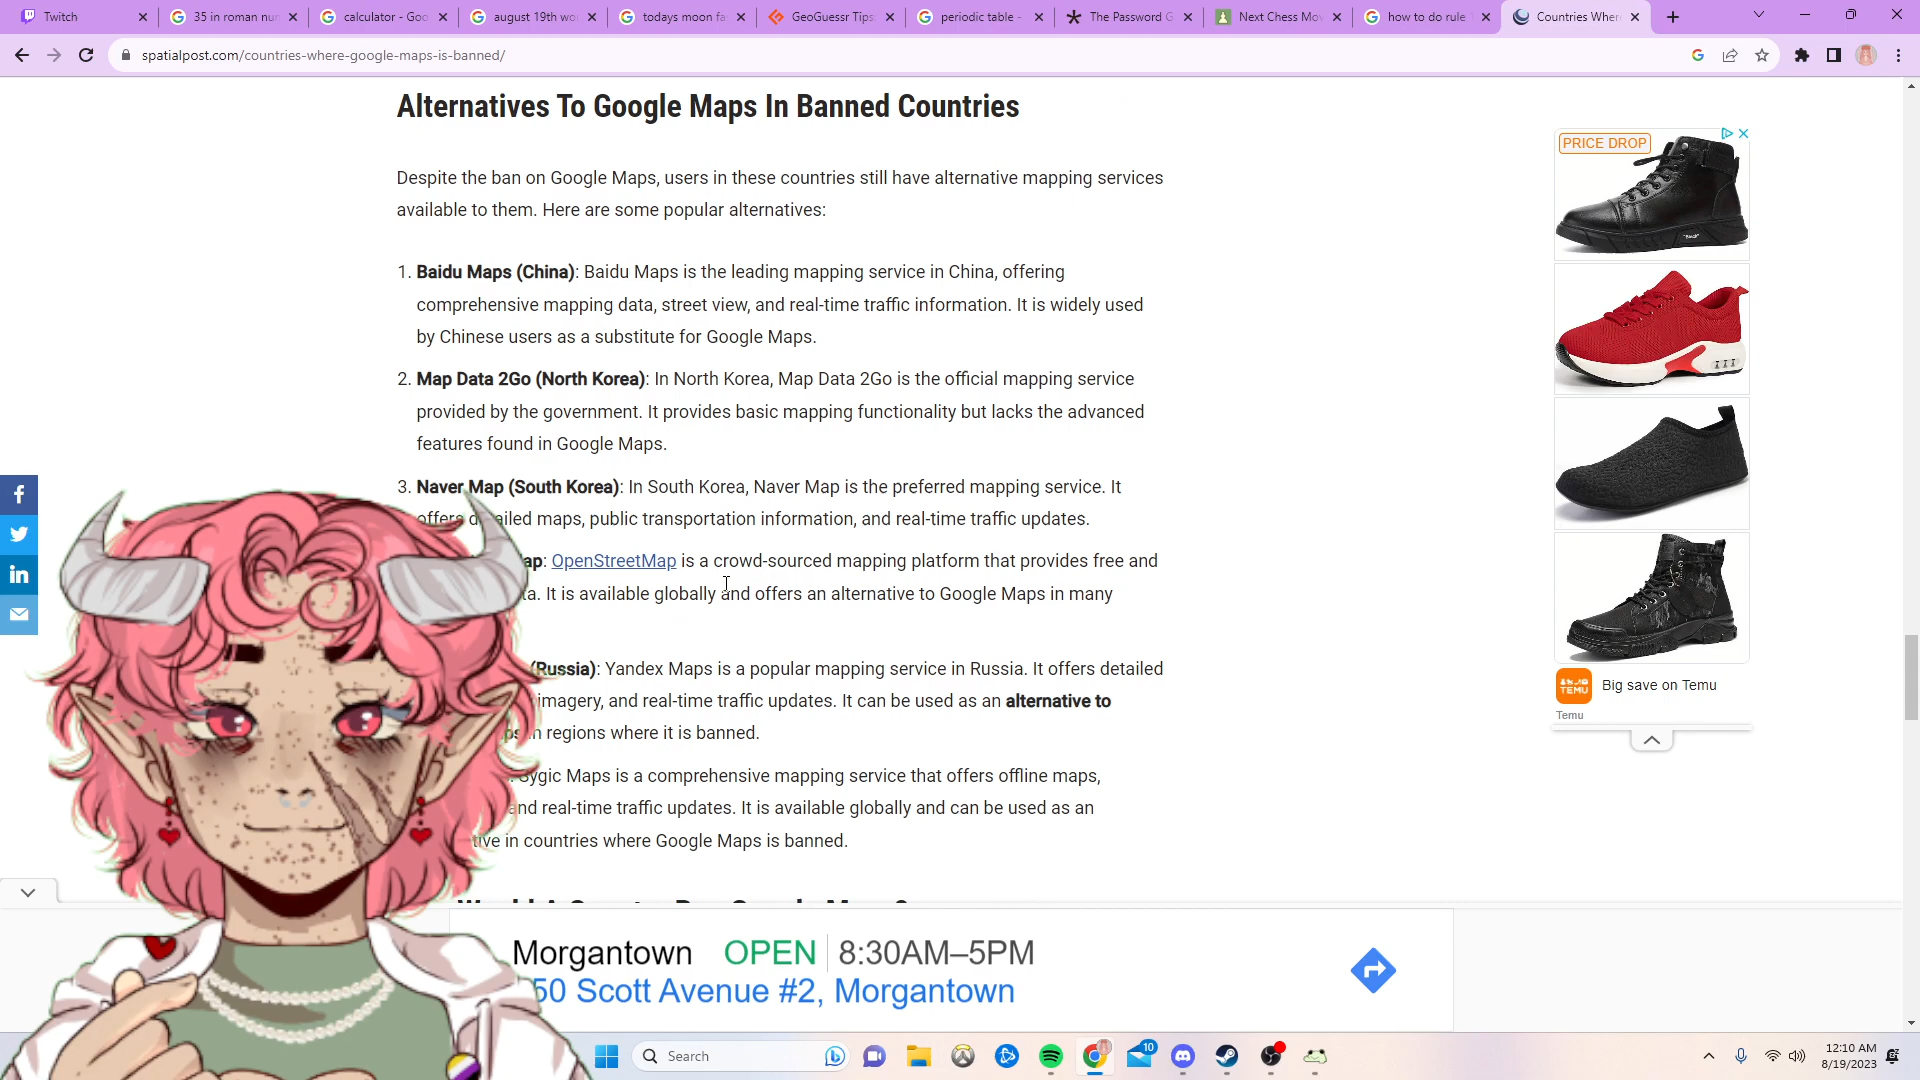 Twitch
35 in roman nu
calculator - Goo
august 19th wo
todays moon fa
GeoGuessr Tips
periodic table -
The Password G
Next Chess Mov
how to do rule
Countries Wher
spatialpost.com/countries-where-google-maps-is-banned/
Alternatives To Google Maps In Banned Countries
Despite the ban on Google Maps, users in these countries still have alternative mapping services
available to them. Here are some popular alternatives:
1. Baidu Maps (China): Baidu Maps is the leading mapping service in China, offering
comprehensive mapping data, street view, and real-time traffic information. It is widely used
by Chinese users as a substitute for Google Maps.
2. Map Data 2Go (North Korea): In North Korea, Map Data 2Go is the official mapping service
provided by the government. It provides basic mapping functionality but lacks the advanced
features found in Google Maps.
3. Naver Map (South Korea): In South Korea, Naver Map is the preferred mapping service. It
offers detailed maps, public transportation information, and real-time traffic updates.
ap: OpenStreetMap is a crowd-sourced mapping platform that provides free and
ta. It is available globally and offers an alternative to Google Maps in many
(Russia): Yandex Maps is a popular mapping service in Russia. It offers detailed
imagery, and real-time traffic updates. It can be used as an alternative to
ps in regions where it is banned.
Sygic Maps is a comprehensive mapping service that offers offline maps,
and real-time traffic updates. It is available globally and can be used as an
tive in countries where Google Maps is banned.
PRICE DROP
TEMU
Big save on Temu
Temu
Morgantown OPEN 8:30AM–5PM
50 Scott Avenue #2, Morgantown
Search
10
12:10 AM
8/19/2023